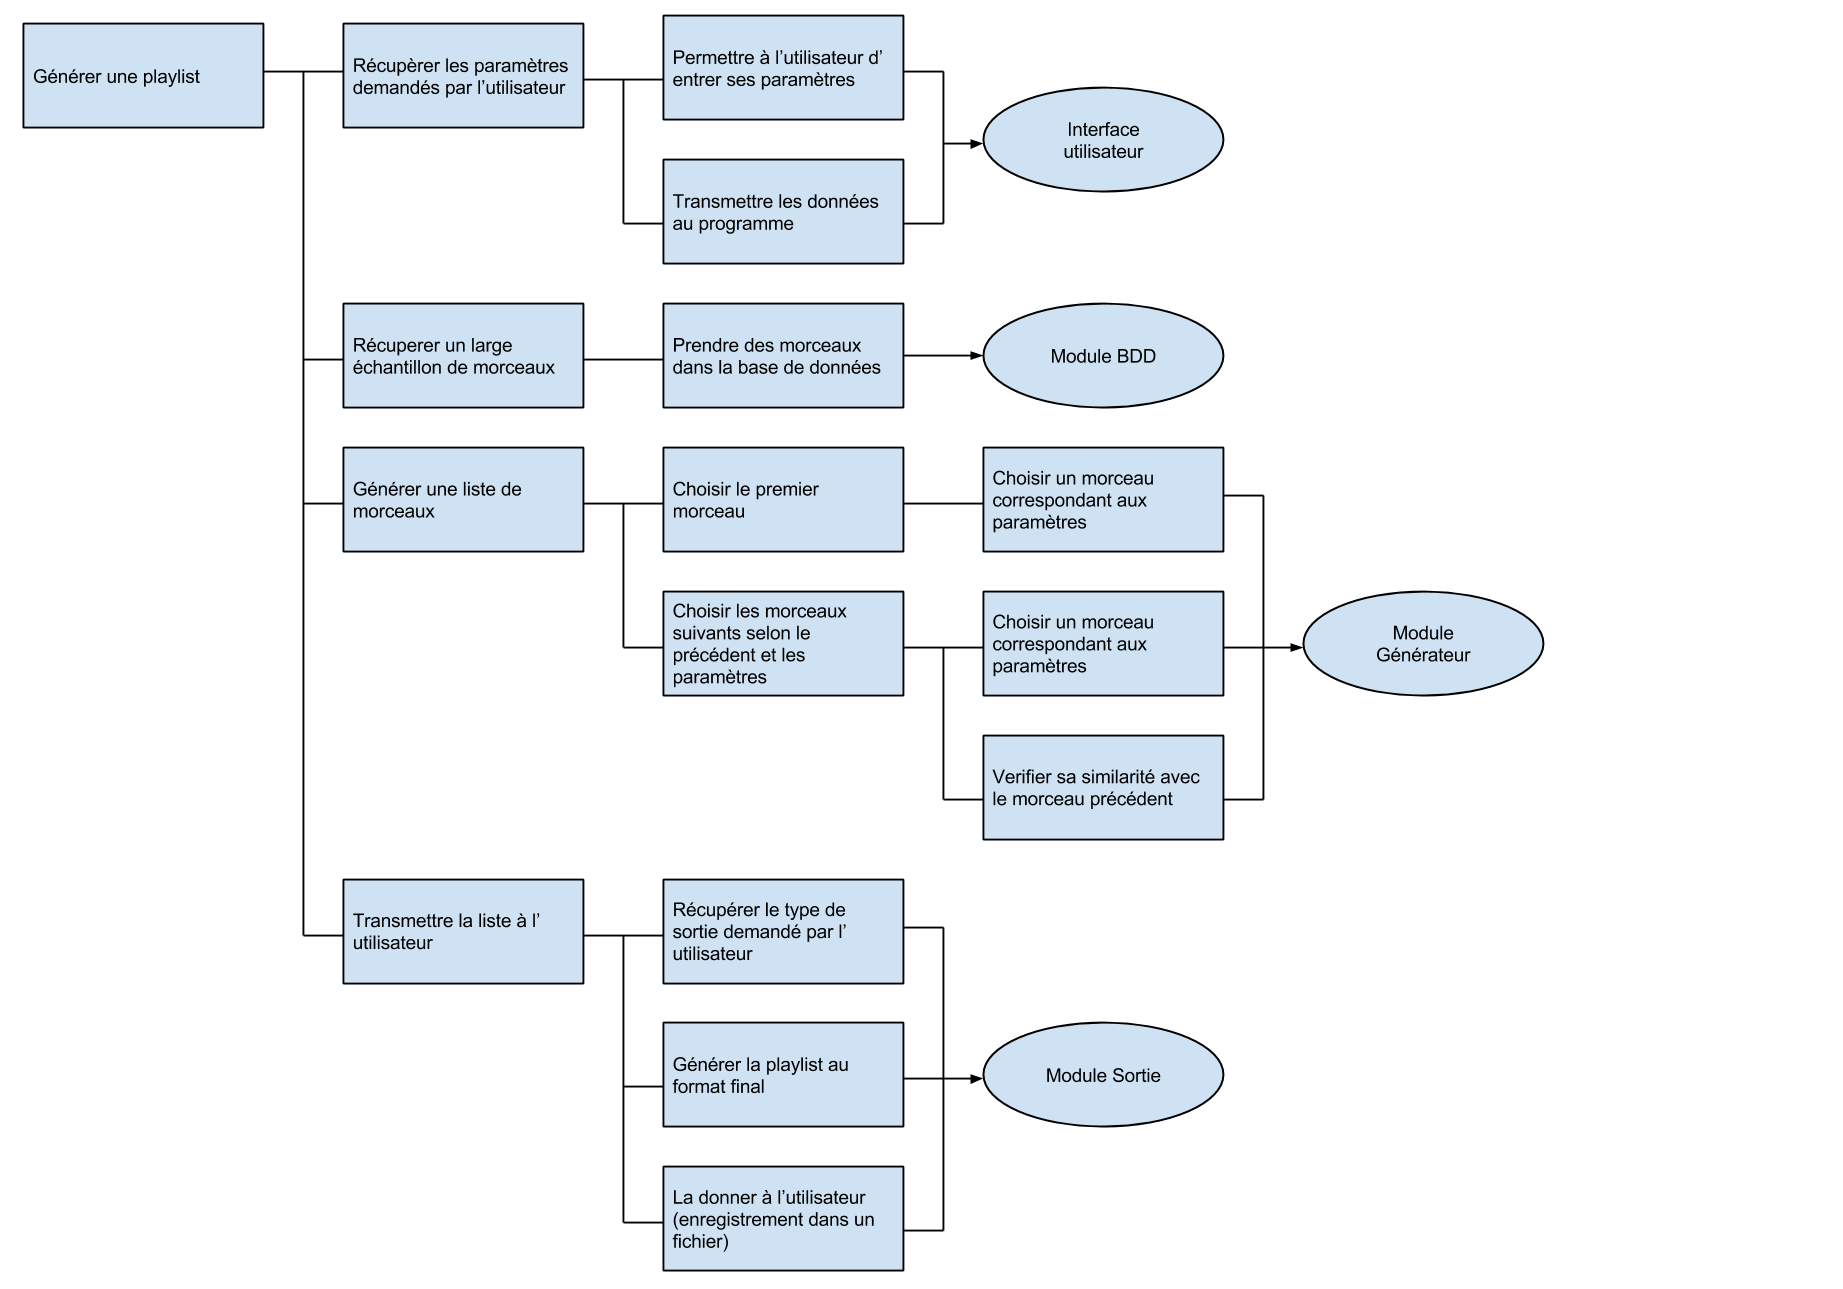 Générer une playlist
Récupèrer les paramètres
demandés par l’utilisateur
Permettre à l’utilisateur d’
entrer ses paramètres
Interface
utilisateur
Transmettre les données
au programme
Récuperer un large
échantillon de morceaux
Prendre des morceaux
dans la base de données
Module BDD
Générer une liste de
morceaux
Choisir le premier
morceau
Choisir un morceau
correspondant aux
paramètres
Choisir les morceaux
suivants selon le
précédent et les
paramètres
Choisir un morceau
correspondant aux
paramètres
Module
Générateur
Verifier sa similarité avec
le morceau précédent
Transmettre la liste à l’
utilisateur
Récupérer le type de
sortie demandé par l’
utilisateur
Générer la playlist au
format final
Module Sortie
La donner à l’utilisateur
(enregistrement dans un
fichier)